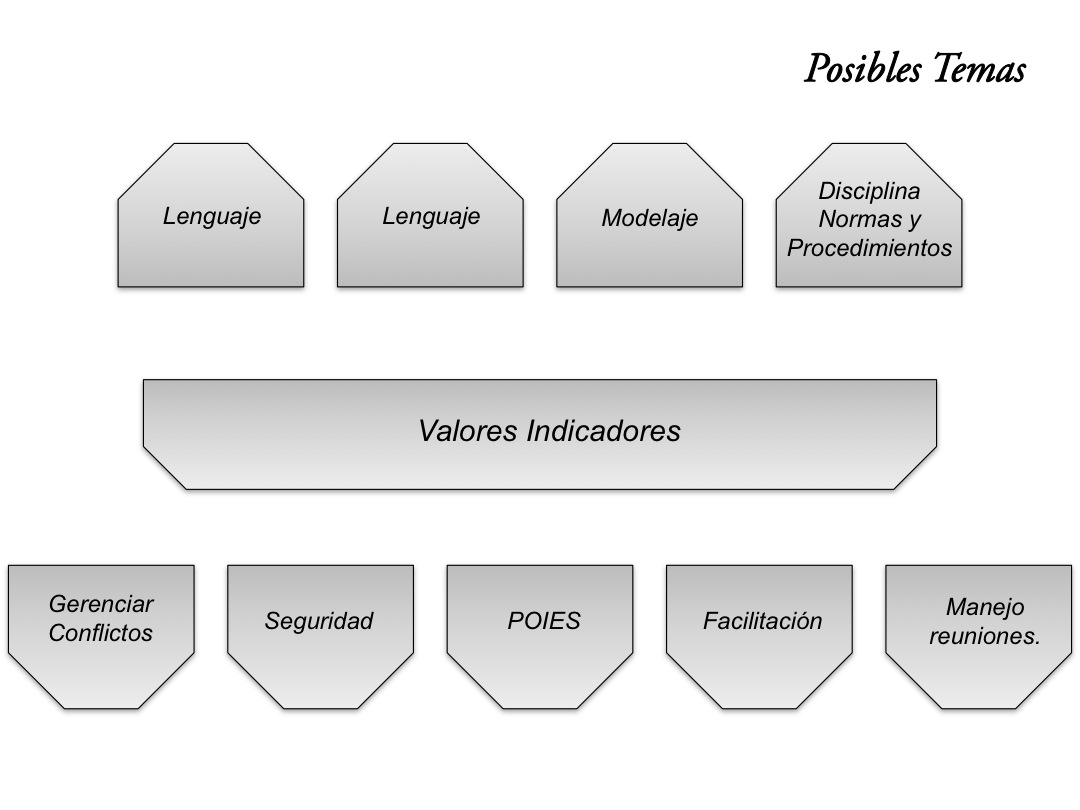 Posibles Temas
Lenguaje
Lenguaje
Modelaje
Disciplina
Normas y
Procedimientos
Valores Indicadores
Gerenciar
Conflictos
Seguridad
POIES
Facilitación
Manejo
reuniones.